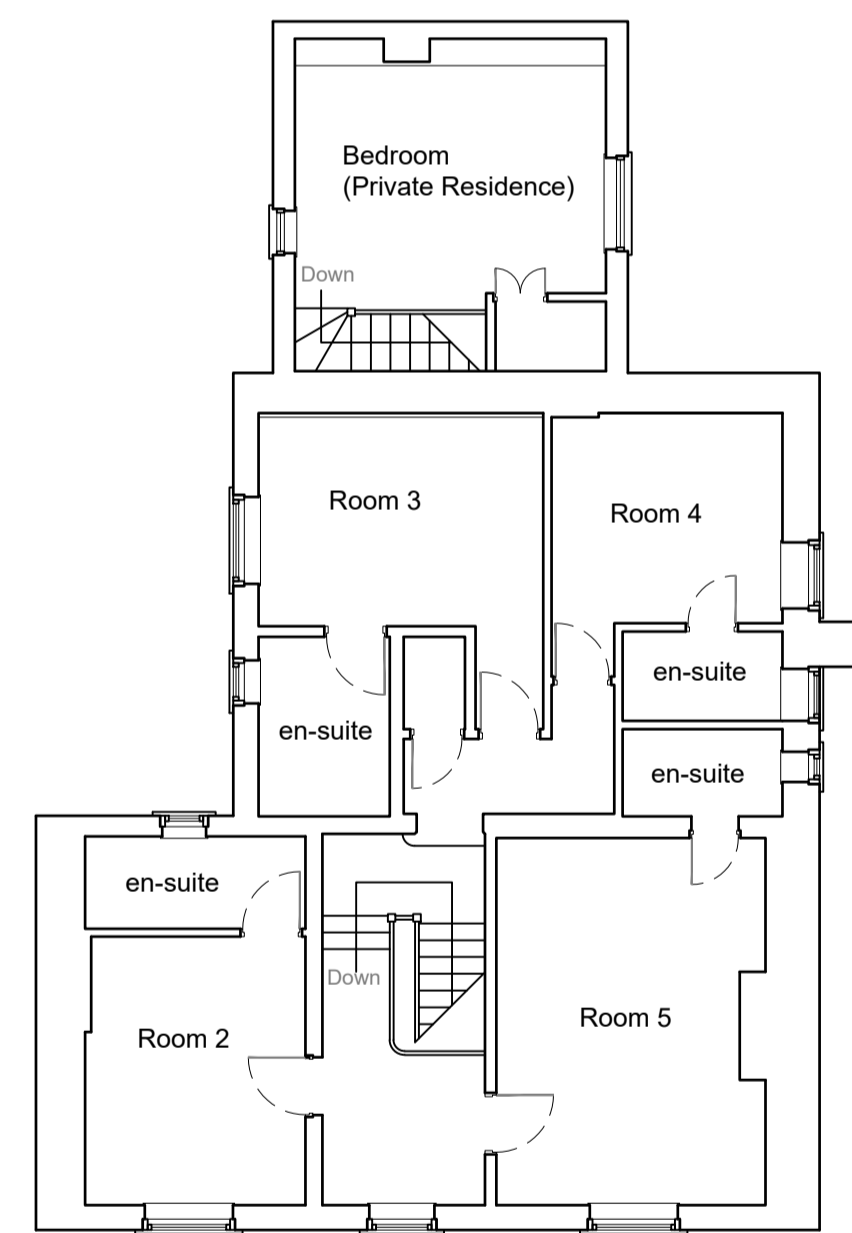 Bedroom
(Private Residence)
Down
Room 3
Room 4
en-suite
en-suite
en-suite
en-suite
Down
Room 5
Room 2